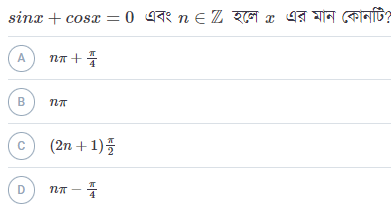 sinx + cosx = 0 এবং n ∈ ℤ হলে x এর মান কোনটি?
A nπ + π/4
B nπ
C (2n + 1) π/2
D nπ − π/4